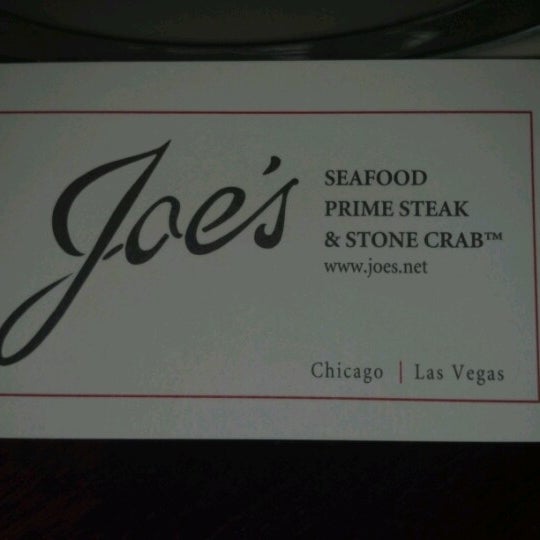 Joe's
SEAFOOD
PRIME STEAK
& STONE CRAB™
www.joes.net
Chicago | Las Vegas